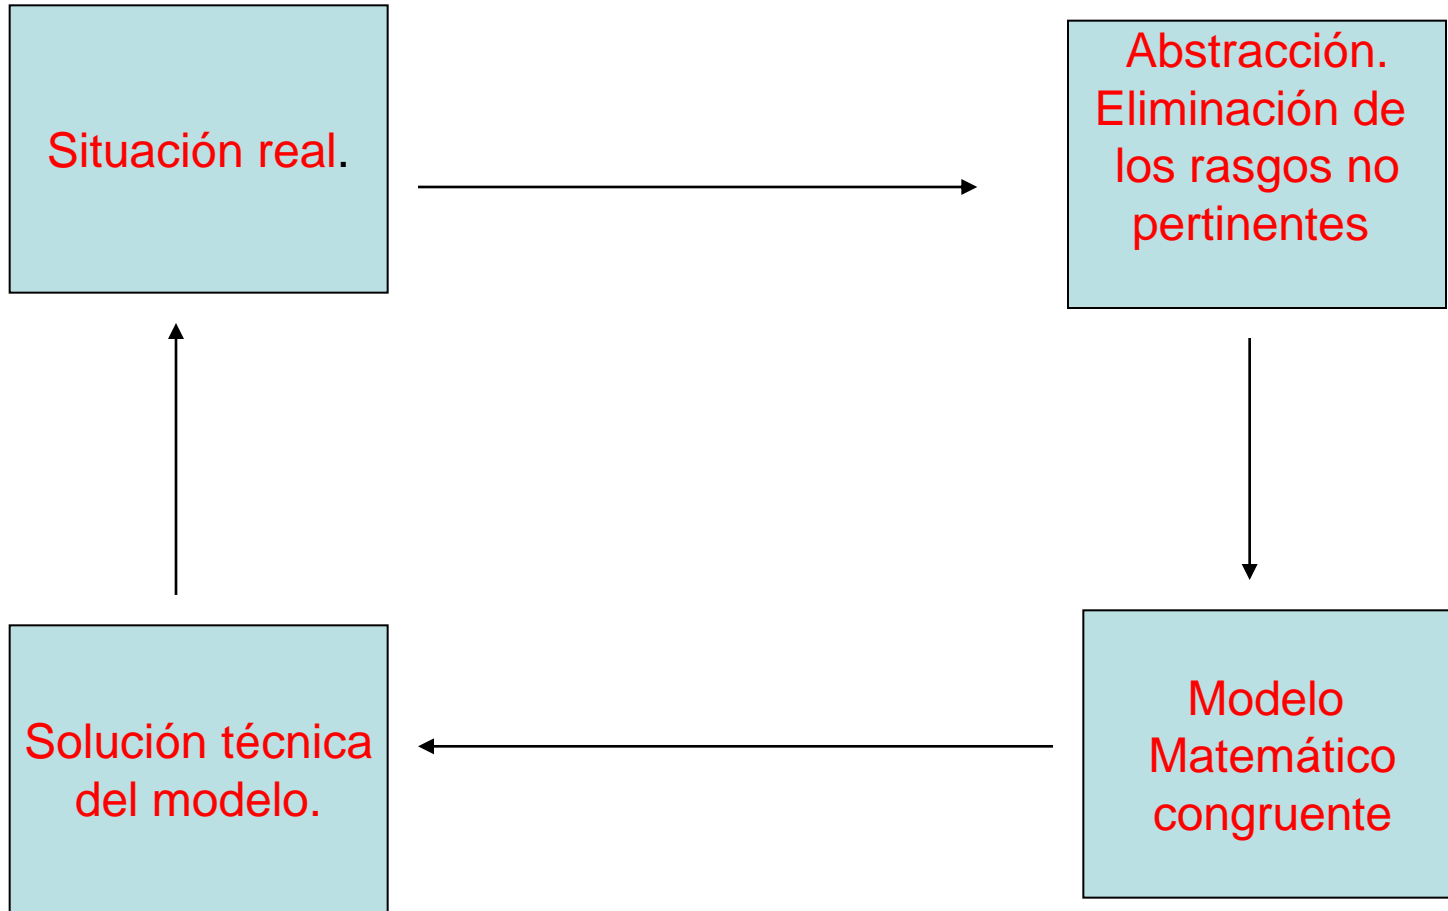 Situación real.
Abstracción.
Eliminación de
los rasgos no
pertinentes
Modelo
Matemático
congruente
Solución técnica
del modelo.